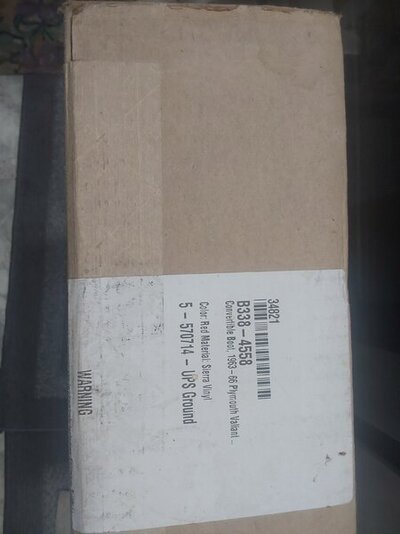 34821
B338-4558
Convertible Boot, 1963-66 Plymouth Valiant ..
Color: Red Material: Sierra Vinyl
5 - 570714 - UPS Ground
WARNING